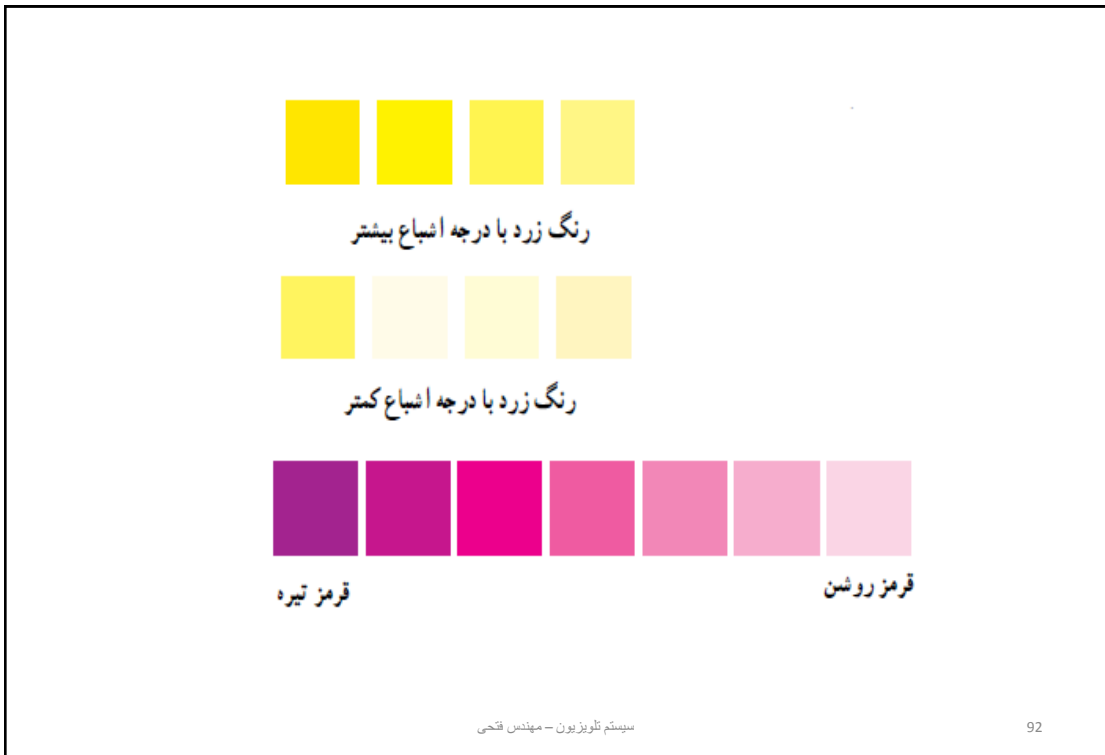 رنگ زرد با درجه اشباع بیشتر
رنگ زرد با درجه اشباع کمتر
قرمز روشن
قرمز تیره
سیستم تلویزیون – مهندس فتحی
92